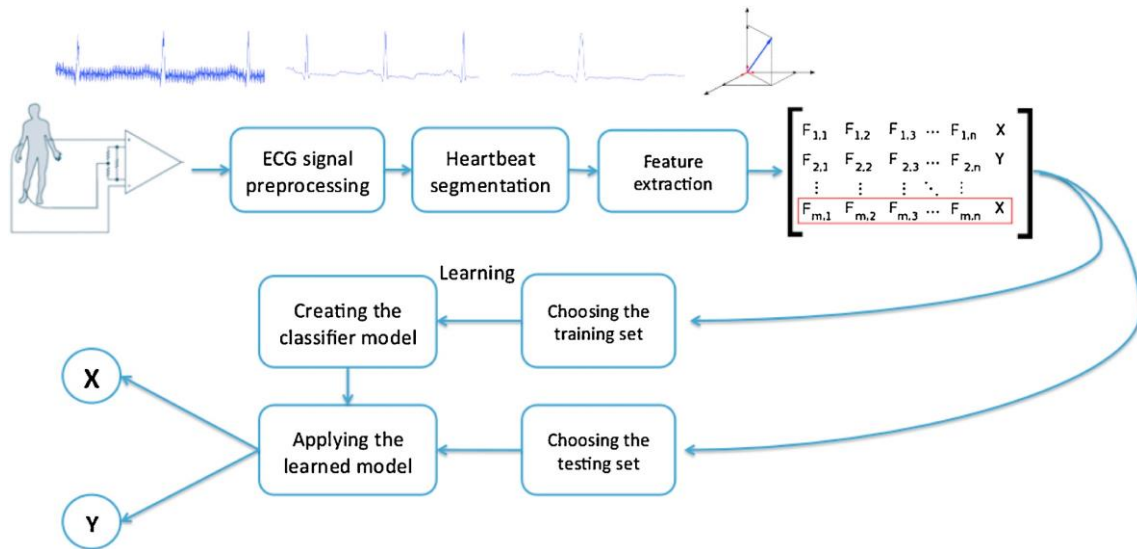 ECG signal
preprocessing
Heartbeat
segmentation
Feature
extraction
F1,1 F1,2 F1,3 ... F1,n X
F2,1 F2,2 F2,3 ... F2,n Y
⋮ ⋮ ⋮ ⋱ ⋮
Fm,1 Fm,2 Fm,3 ... Fm,n X
Learning
Creating the
classifier model
Choosing the
training set
X
Applying the
learned model
Choosing the
testing set
Y